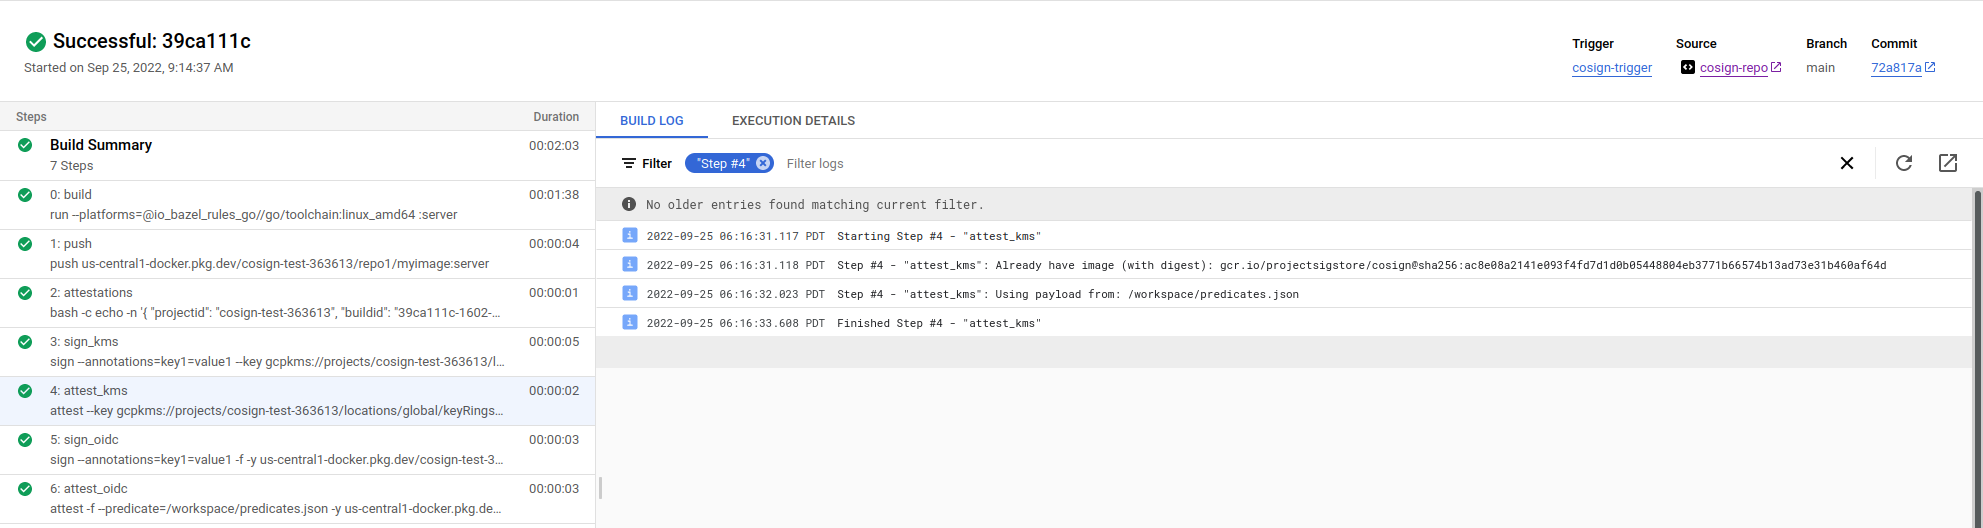 Successful: 39ca111c
Started on Sep 25, 2022, 9:14:37 AM
Trigger Source Branch Commit
cosign-trigger cosign-repo main 72a817a
Steps Duration
Build Summary 00:02:03
7 Steps
0: build 00:01:38
run --platforms=@io_bazel_rules_go//go/toolchain:linux_amd64 :server
1: push 00:00:04
push us-central1-docker.pkg.dev/cosign-test-363613/repo1/myimage:server
2: attestations 00:00:01
bash -c echo -n '{ "projectid": "cosign-test-363613", "buildid": "39ca111c-1602-...
3: sign_kms 00:00:05
sign --annotations=key1=value1 --key gcpkms://projects/cosign-test-363613/l...
4: attest_kms 00:00:02
attest --key gcpkms://projects/cosign-test-363613/locations/global/keyRings...
5: sign_oidc 00:00:03
sign --annotations=key1=value1 -f -y us-central1-docker.pkg.dev/cosign-test-3...
6: attest_oidc 00:00:03
attest -f --predicate=/workspace/predicates.json -y us-central1-docker.pkg.de...
BUILD LOG EXECUTION DETAILS
Filter "Step #4" Filter logs
No older entries found matching current filter.
2022-09-25 06:16:31.117 PDT Starting Step #4 - "attest_kms"
2022-09-25 06:16:31.118 PDT Step #4 - "attest_kms": Already have image (with digest): gcr.io/projectsigstore/cosign@sha256:ac8e08a2141e093f4fd7d1d0b05448804eb3771b66574b13ad73e31b460af64d
2022-09-25 06:16:32.023 PDT Step #4 - "attest_kms": Using payload from: /workspace/predicates.json
2022-09-25 06:16:33.608 PDT Finished Step #4 - "attest_kms"